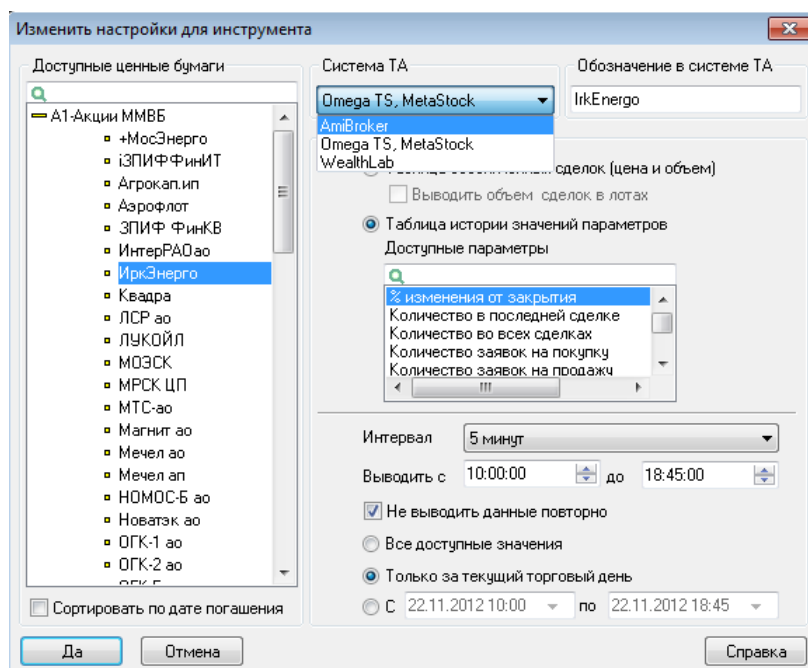 Изменить настройки для инструмента
Доступные ценные бумаги
А1-Акции ММВБ
+МосЭнерго
iЗПИФФинИТ
Агрокап.ип
Аэрофлот
ЗПИФ ФинКВ
ИнтерРАОао
ИркЭнерго
Квадра
ЛСР ао
ЛУКОЙЛ
МОЭСК
МРСК ЦП
МТС-ао
Магнит ао
Мечел ао
Мечел ап
НОМОС-Б ао
Новатэк ао
ОГК-1 ао
ОГК-2 ао
Сортировать по дате погашения
Система ТА
Omega TS, MetaStock
AmiBroker
Omega TS, MetaStock
WealthLab
Обозначение в системе ТА
IrkEnergo
сделок (цена и объем)
Выводить объем сделок в лотах
Таблица истории значений параметров
Доступные параметры
% изменения от закрытия
Количество в последней сделке
Количество во всех сделках
Количество заявок на покупку
Количество заявок на продажу
Интервал 5 минут
Выводить с 10:00:00 до 18:45:00
Не выводить данные повторно
Все доступные значения
Только за текущий торговый день
С 22.11.2012 10:00 по 22.11.2012 18:45
Да Отмена Справка